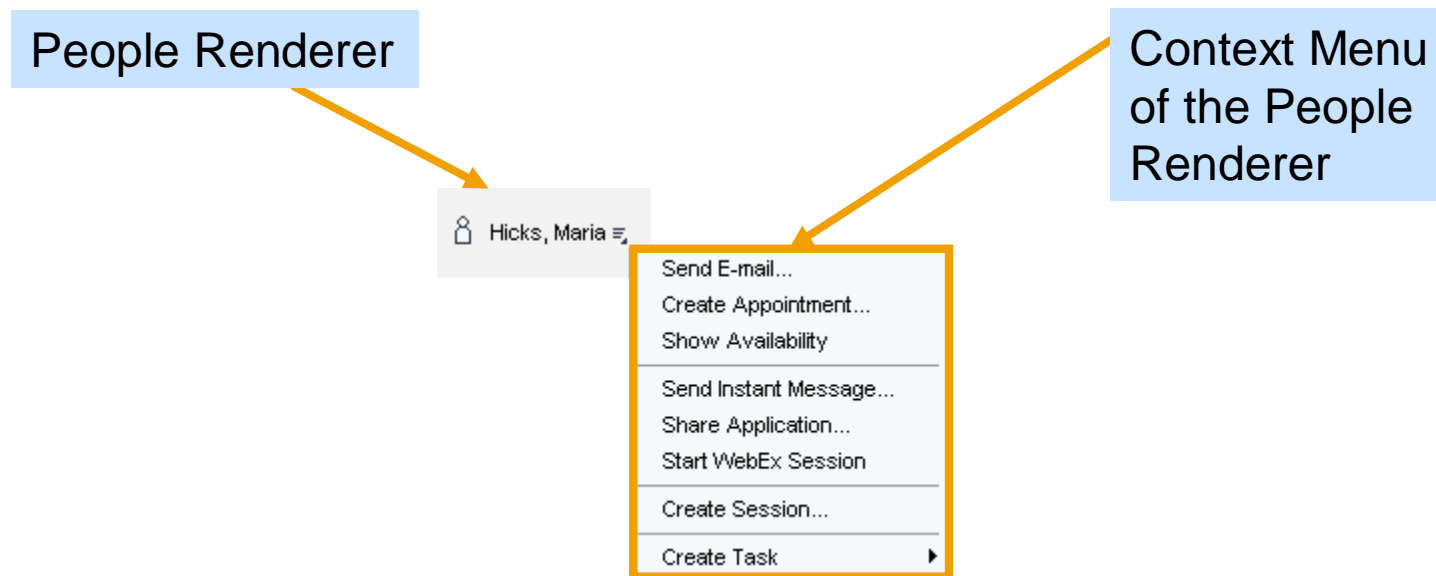 People Renderer
Context Menu
of the People
Renderer
Hicks, Maria
Send E-mail...
Create Appointment...
Show Availability
Send Instant Message...
Share Application...
Start WebEx Session
Create Session...
Create Task